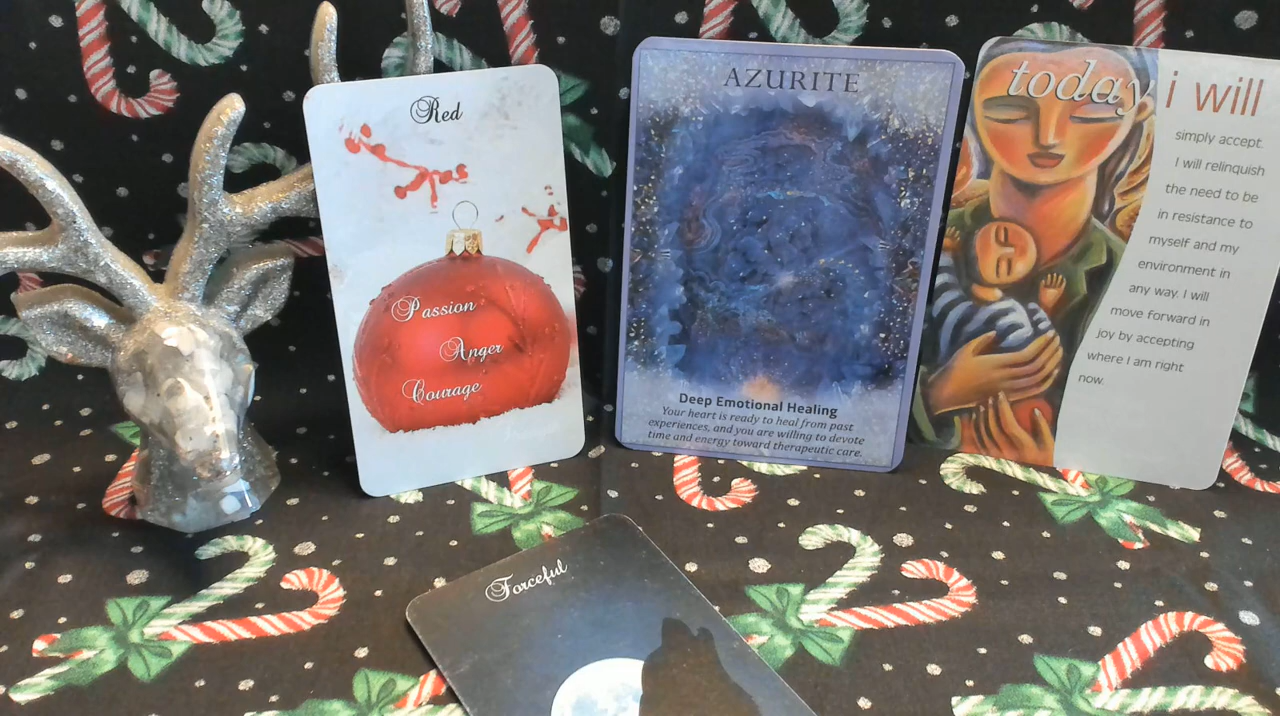 Red
Passion
Anger
Courage
AZURITE
Deep Emotional Healing
Your heart is ready to heal from past
experiences, and you are willing to devote
time and energy toward therapeutic care.
today i will
simply accept.
I will relinquish
the need to be
in resistance to
myself and my
environment in
any way. I will
move forward in
joy by accepting
where I am right
now.
Forceful